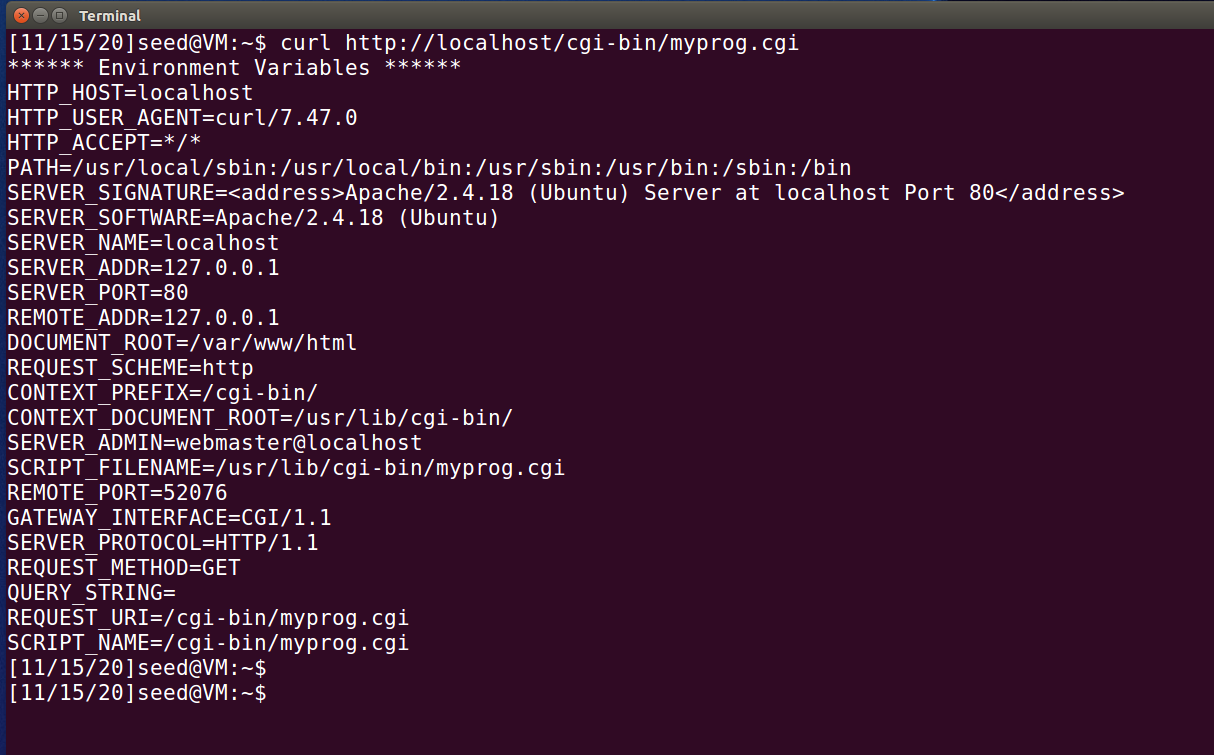 Terminal
[11/15/20]seed@VM:~$ curl http://localhost/cgi-bin/myprog.cgi
****** Environment Variables ******
HTTP_HOST=localhost
HTTP_USER_AGENT=curl/7.47.0
HTTP_ACCEPT=*/*
PATH=/usr/local/sbin:/usr/local/bin:/usr/sbin:/usr/bin:/sbin:/bin
SERVER_SIGNATURE=<address>Apache/2.4.18 (Ubuntu) Server at localhost Port 80</address>
SERVER_SOFTWARE=Apache/2.4.18 (Ubuntu)
SERVER_NAME=localhost
SERVER_ADDR=127.0.0.1
SERVER_PORT=80
REMOTE_ADDR=127.0.0.1
DOCUMENT_ROOT=/var/www/html
REQUEST_SCHEME=http
CONTEXT_PREFIX=/cgi-bin/
CONTEXT_DOCUMENT_ROOT=/usr/lib/cgi-bin/
SERVER_ADMIN=webmaster@localhost
SCRIPT_FILENAME=/usr/lib/cgi-bin/myprog.cgi
REMOTE_PORT=52076
GATEWAY_INTERFACE=CGI/1.1
SERVER_PROTOCOL=HTTP/1.1
REQUEST_METHOD=GET
QUERY_STRING=
REQUEST_URI=/cgi-bin/myprog.cgi
SCRIPT_NAME=/cgi-bin/myprog.cgi
[11/15/20]seed@VM:~$
[11/15/20]seed@VM:~$